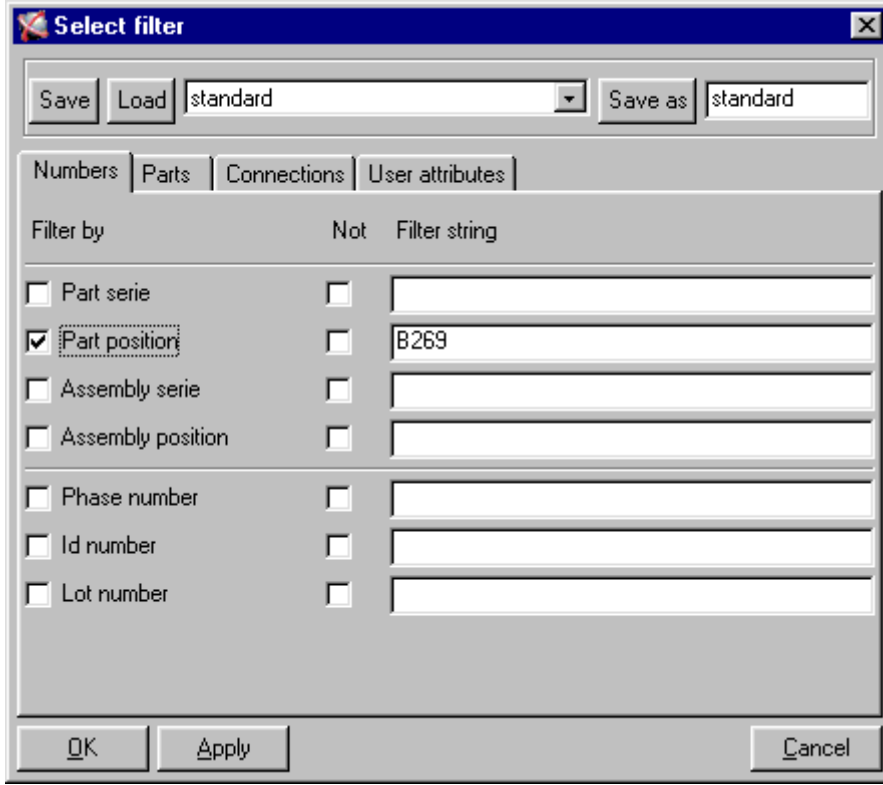 Select filter
Save Load standard Save as standard
Numbers Parts Connections User attributes
Filter by Not Filter string
Part serie
Part position B269
Assembly serie
Assembly position
Phase number
Id number
Lot number
OK Apply Cancel